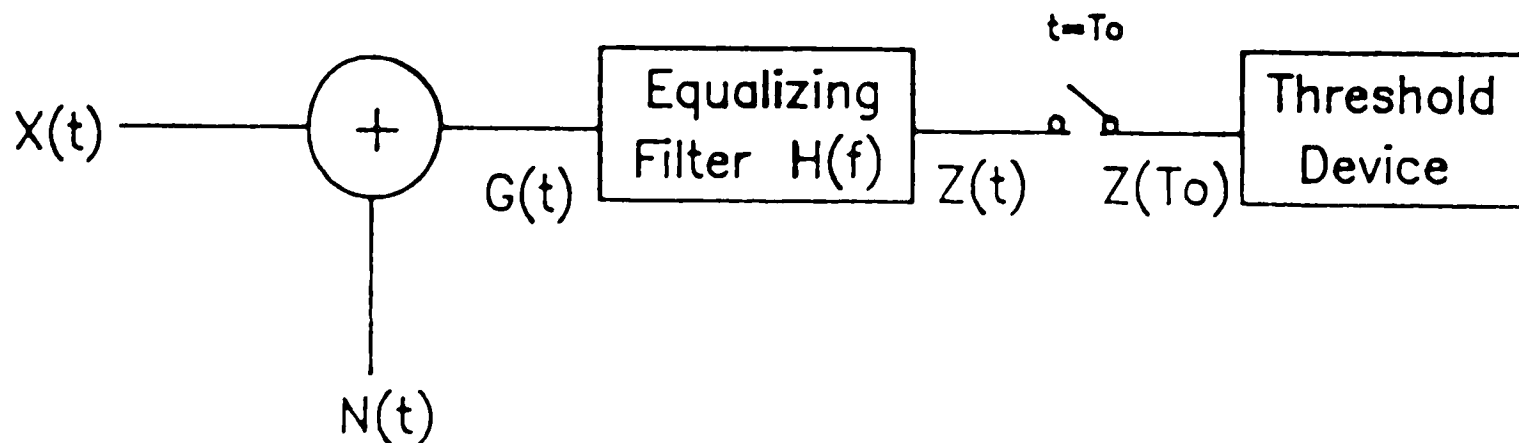 X(t)
+
N(t)
G(t)
Equalizing
Filter H(f)
Z(t)
t=To
Z(To)
Threshold
Device